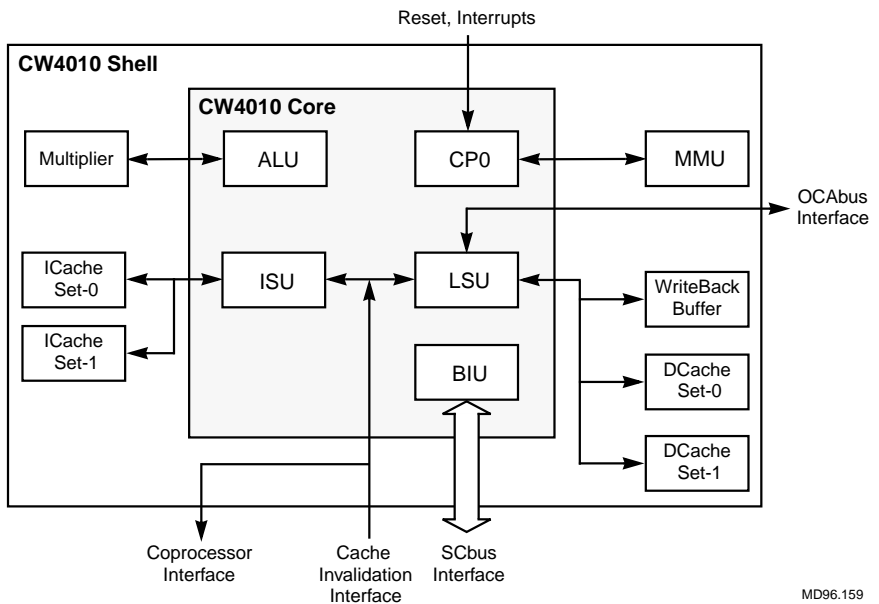 Reset, Interrupts
CW4010 Shell
CW4010 Core
Multiplier
ALU
CP0
MMU
OCAbus
Interface
ICache
Set-0
ISU
LSU
WriteBack
Buffer
ICache
Set-1
BIU
DCache
Set-0
DCache
Set-1
Coprocessor
Interface
Cache
Invalidation
Interface
SCbus
Interface
MD96.159